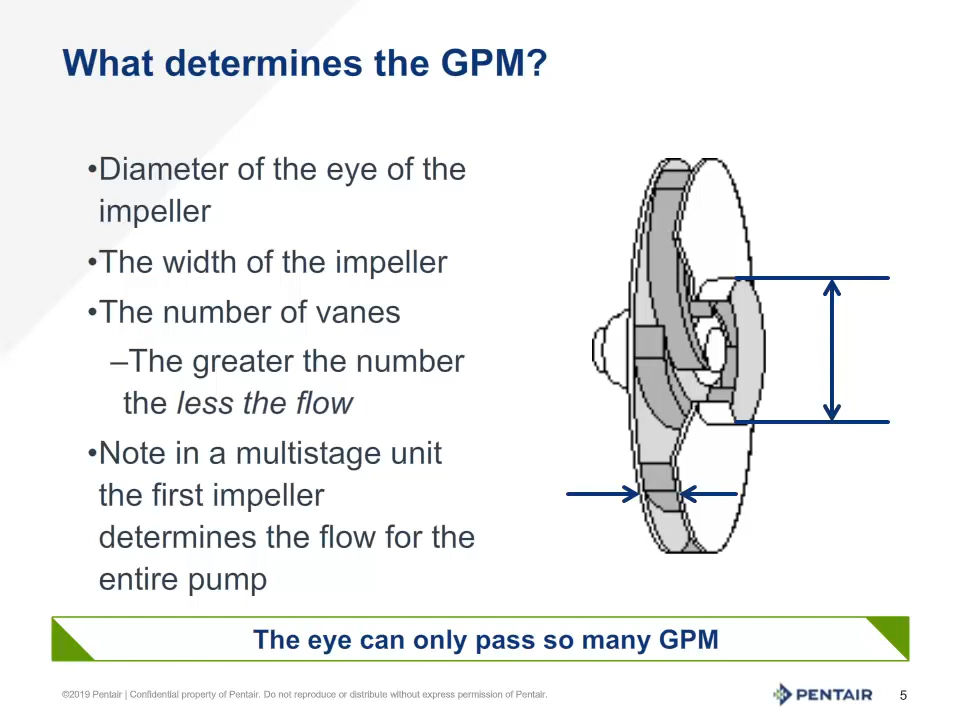 What determines the GPM?
•Diameter of the eye of the
impeller
•The width of the impeller
•The number of vanes
–The greater the number
the less the flow
•Note in a multistage unit
the first impeller
determines the flow for the
entire pump
The eye can only pass so many GPM
©2019 Pentair | Confidential property of Pentair. Do not reproduce or distribute without express permission of Pentair.
PENTAIR
5